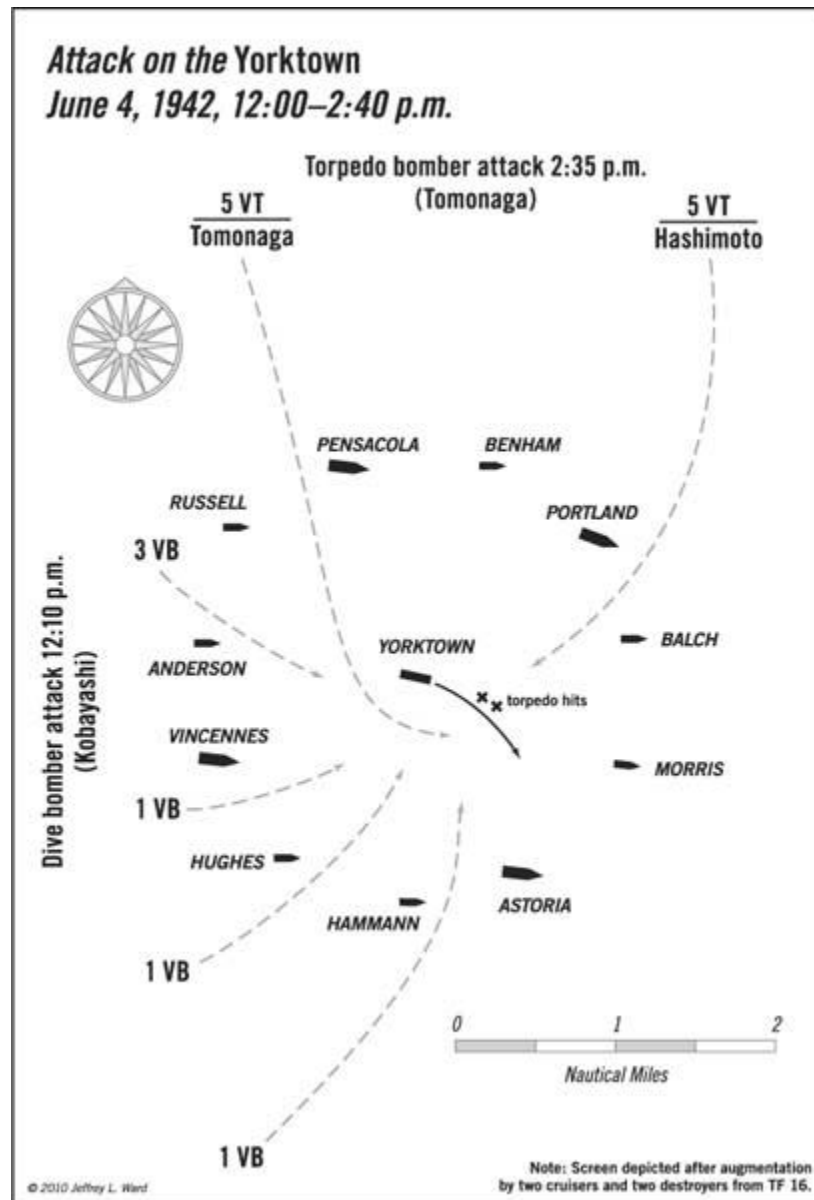 Attack on the Yorktown
June 4, 1942, 12:00–2:40 p.m.
Torpedo bomber attack 2:35 p.m.
(Tomonaga)
5 VT
Tomonaga
5 VT
Hashimoto
PENSACOLA
BENHAM
RUSSELL
PORTLAND
3 VB
Dive bomber attack 12:10 p.m.
(Kobayashi)
ANDERSON
YORKTOWN
BALCH
torpedo hits
VINCENNES
MORRIS
1 VB
HUGHES
ASTORIA
HAMMANN
1 VB
0 1 2
Nautical Miles
1 VB
© 2010 Jeffrey L. Ward
Note: Screen depicted after augmentation
by two cruisers and two destroyers from TF 16.